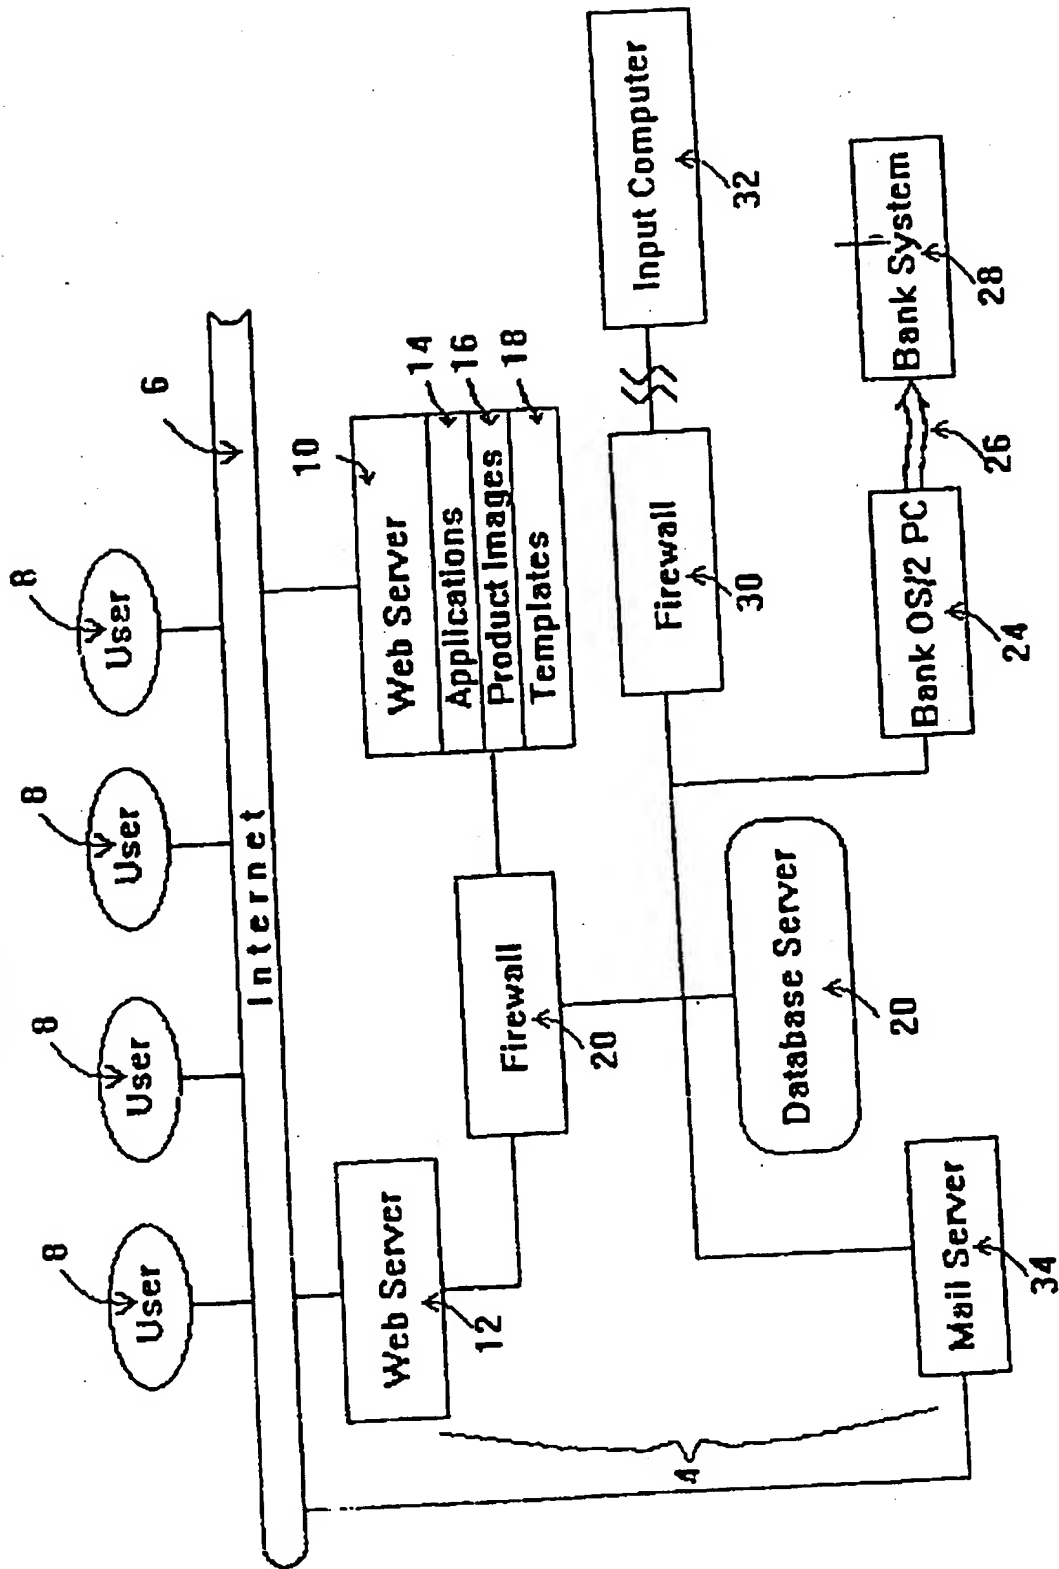 8
8
8
8
User
User
User
User
6
Internet
10
Web Server
12
Web Server
Applications
14
Product Images
16
Templates
18
Firewall
20
Firewall
30
Input Computer
32
Database Server
20
4
Mail Server
34
Bank OS/2 PC
24
26
Bank System
28